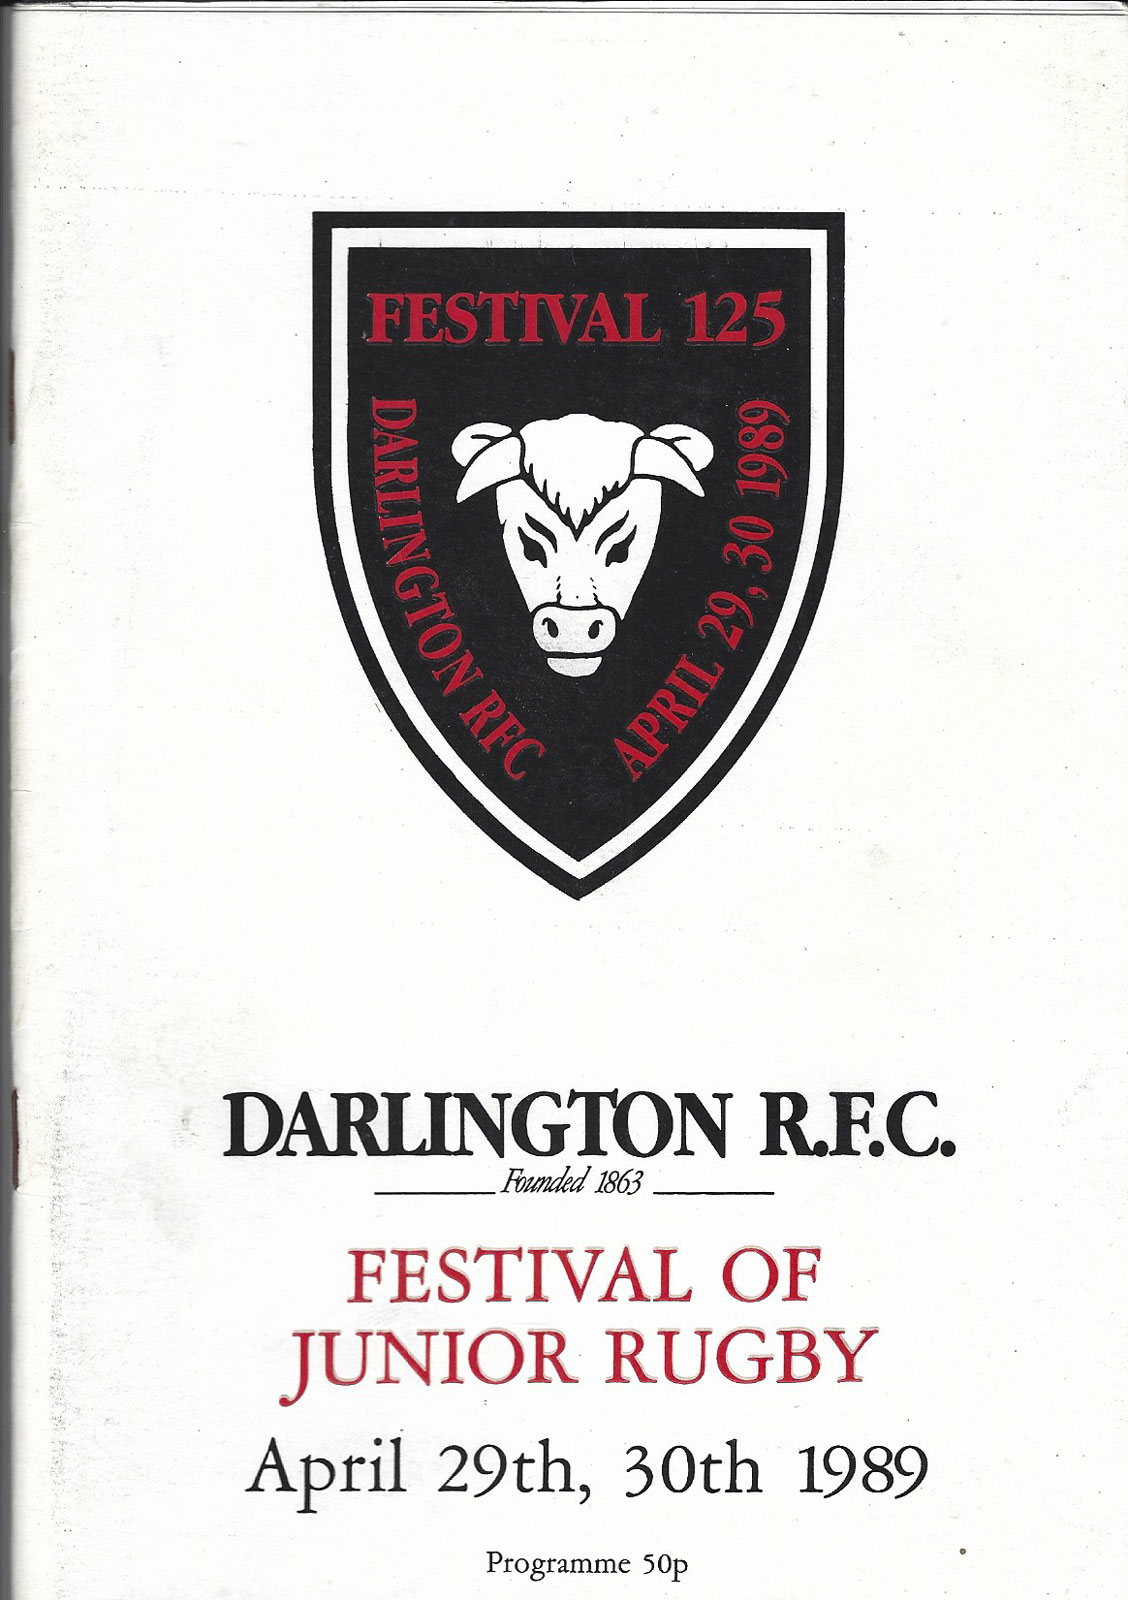 FESTIVAL 125
DARLINGTON RFC
APRIL 29, 30 1989
DARLINGTON R.F.C.
Founded 1863
FESTIVAL OF
JUNIOR RUGBY
April 29th, 30th 1989
Programme 50p